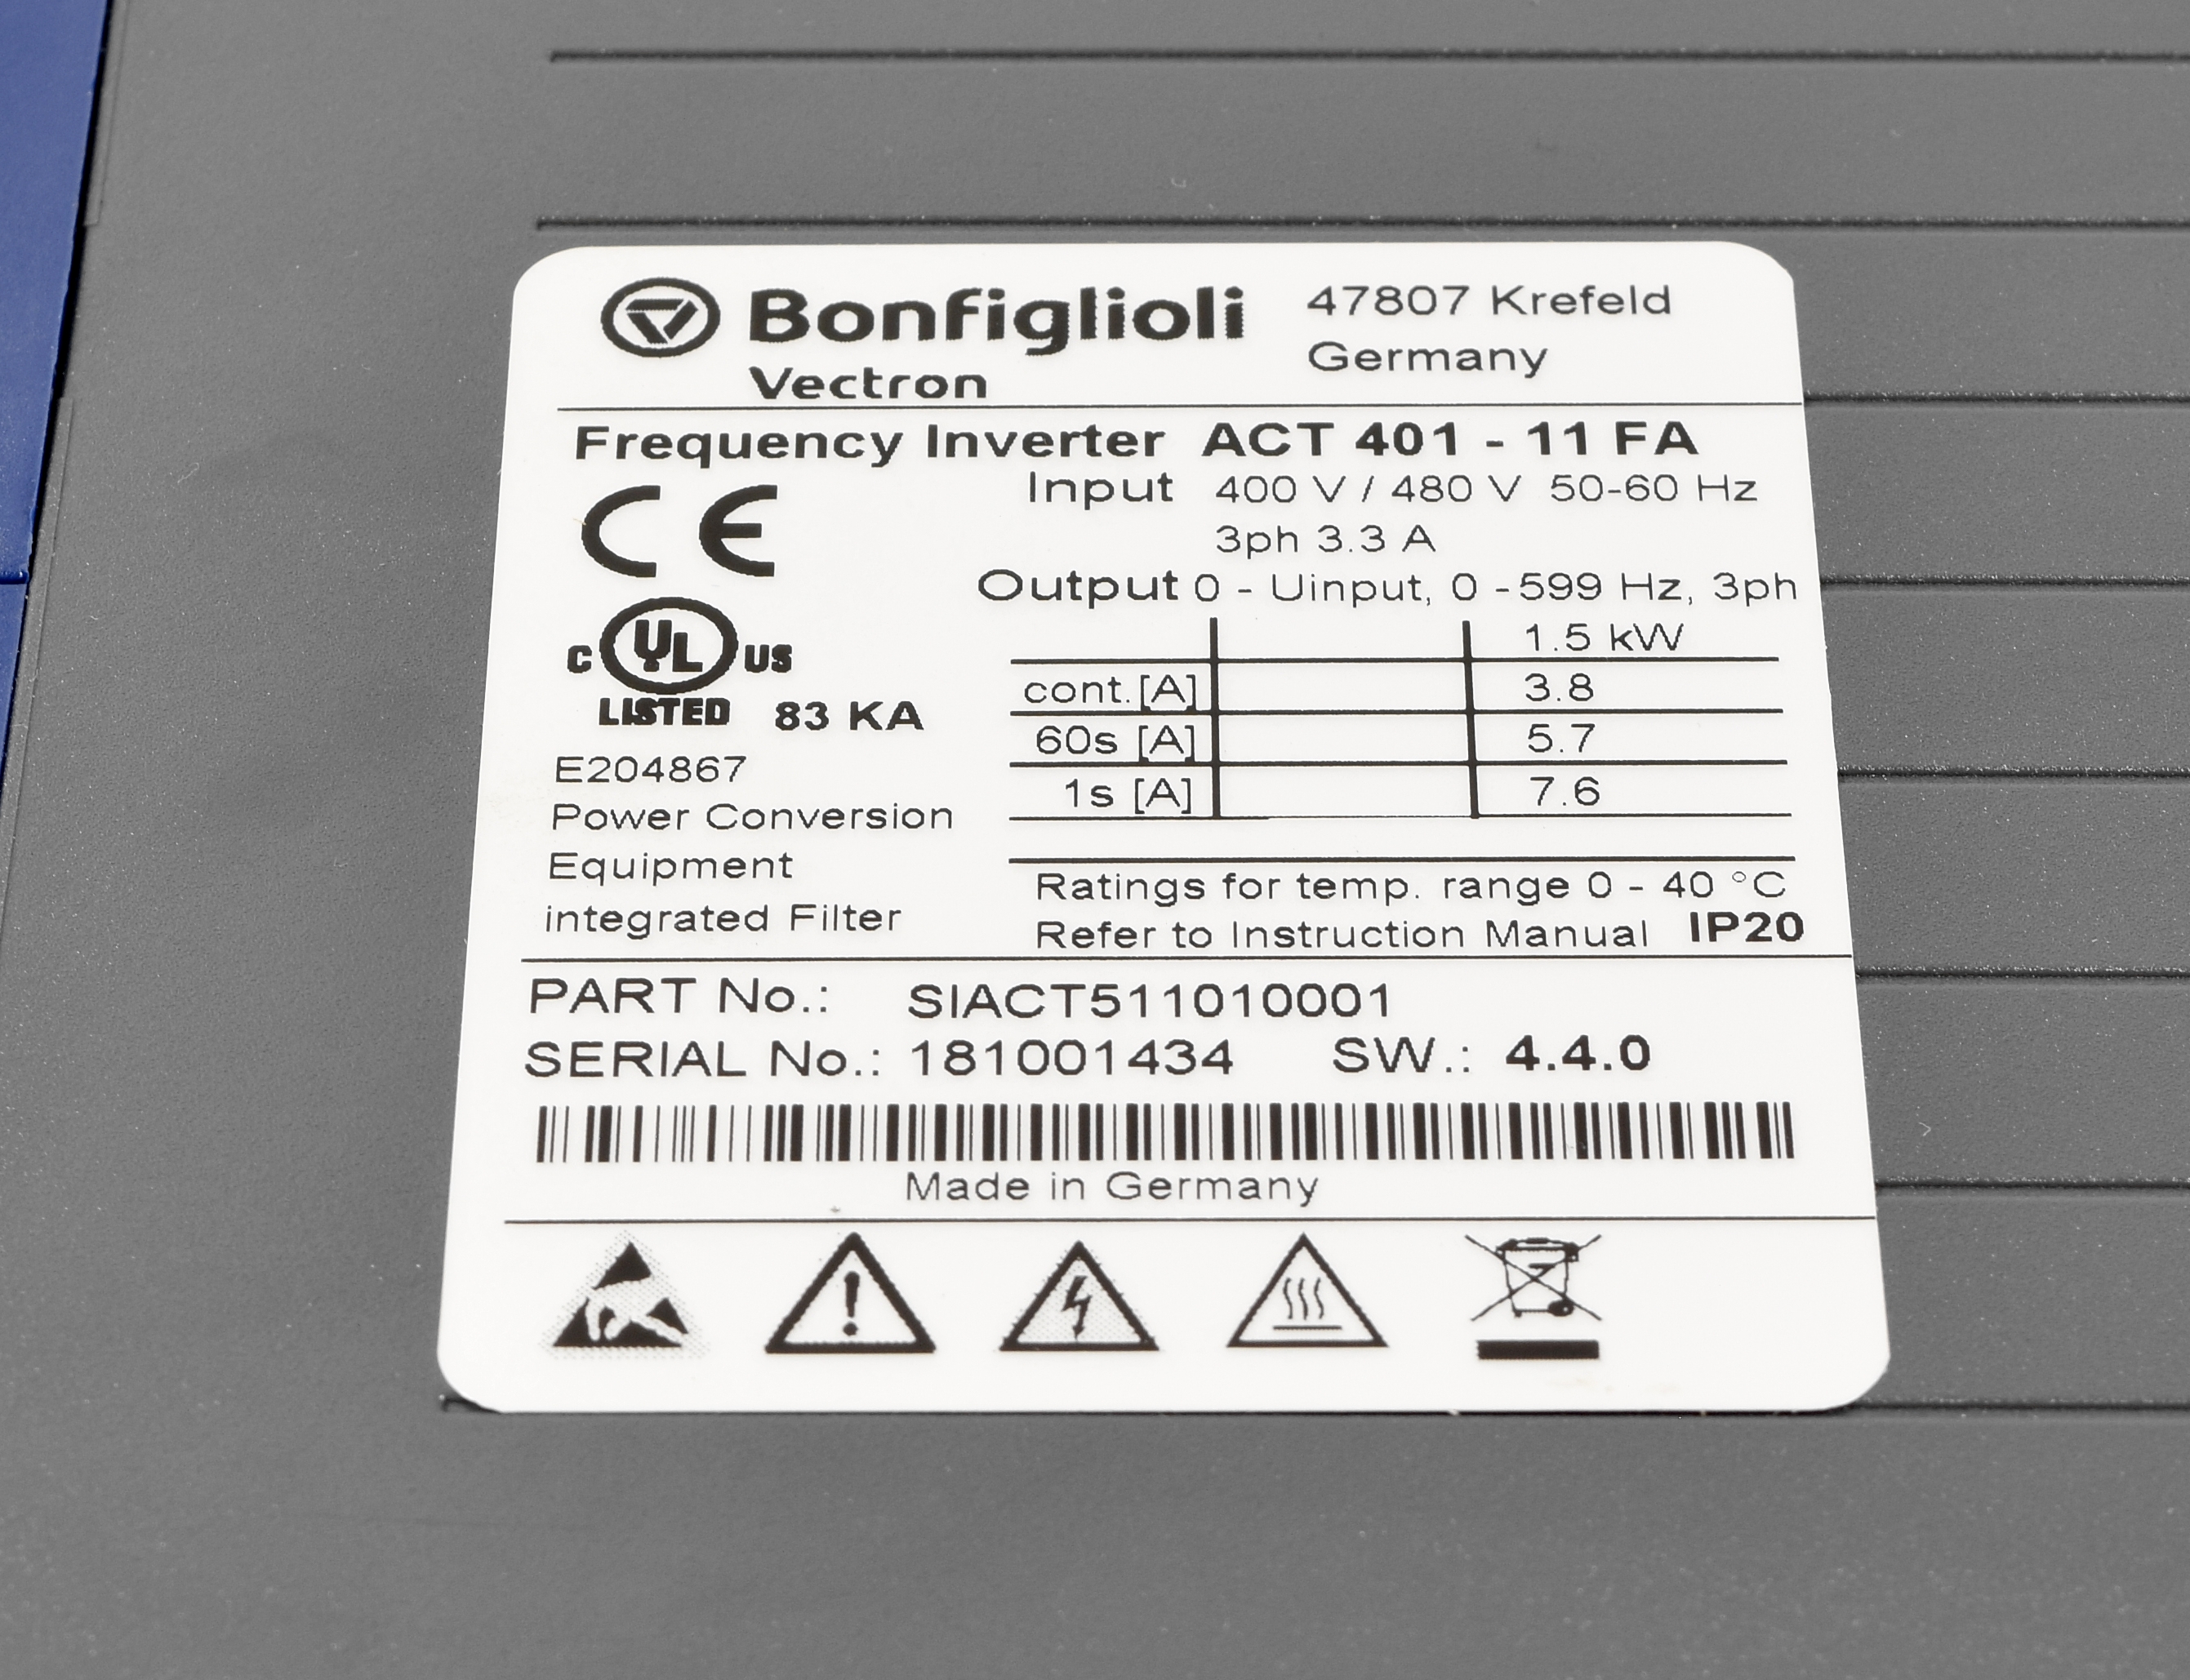 Bonfiglioli
Vectron
47807 Krefeld
Germany
Frequency Inverter ACT 401 - 11 FA
Input 400 V / 480 V 50-60 Hz
3ph 3.3 A
Output 0 - Uinput, 0 - 599 Hz, 3ph
1.5 kW
cont. [A] 3.8
60s [A] 5.7
1s [A] 7.6
CE
C UL US
LISTED 83 KA
E204867
Power Conversion
Equipment
integrated Filter
Ratings for temp. range 0 - 40 °C
Refer to Instruction Manual IP20
PART No.: SIACT511010001
SERIAL No.: 181001434 SW.: 4.4.0
Made in Germany